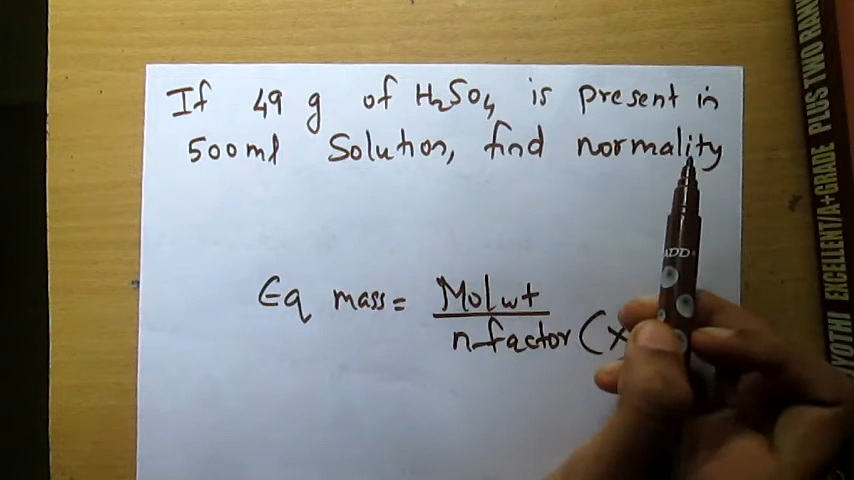 If 49 g of H₂SO₄ is present in
500ml Solution, find normality
Eq mass = Mol wt
n-factor (x
ADD
EXCELLENT/A+GRADE PLUS TWO